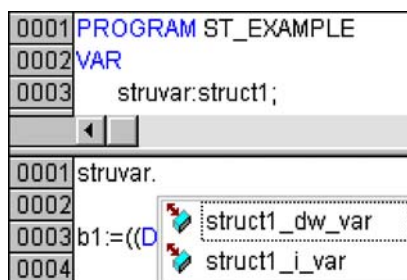 0001 PROGRAM ST_EXAMPLE
0002 VAR
0003 struvar:struct1;
0001 struvar.
0002
struct1_dw_var
0003 b1:=((D
struct1_i_var
0004